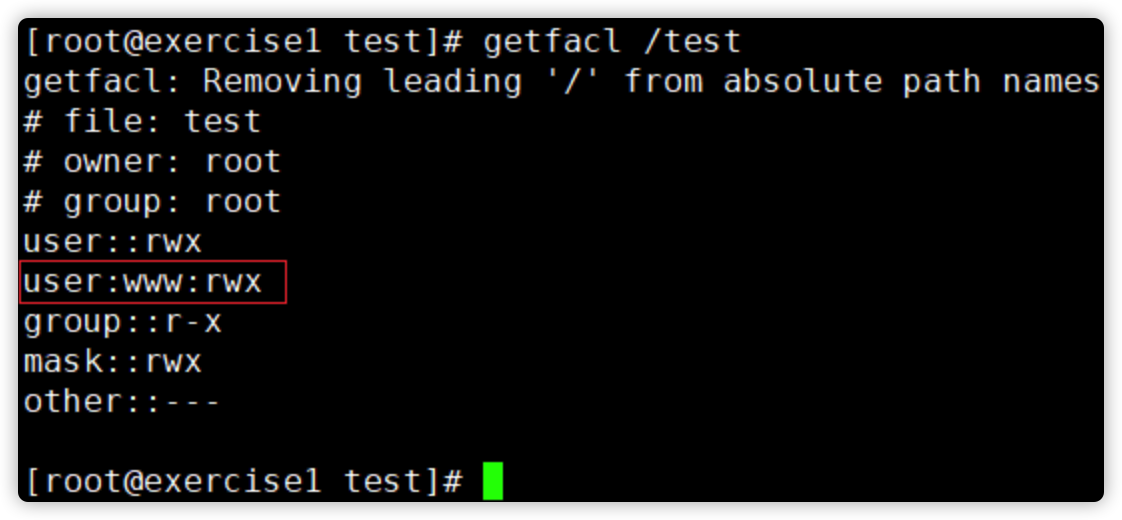 [root@exercise1 test]# getfacl /test
getfacl: Removing leading '/' from absolute path names
# file: test
# owner: root
# group: root
user::rwx
user:www:rwx
group::r-x
mask::rwx
other::---
[root@exercise1 test]#